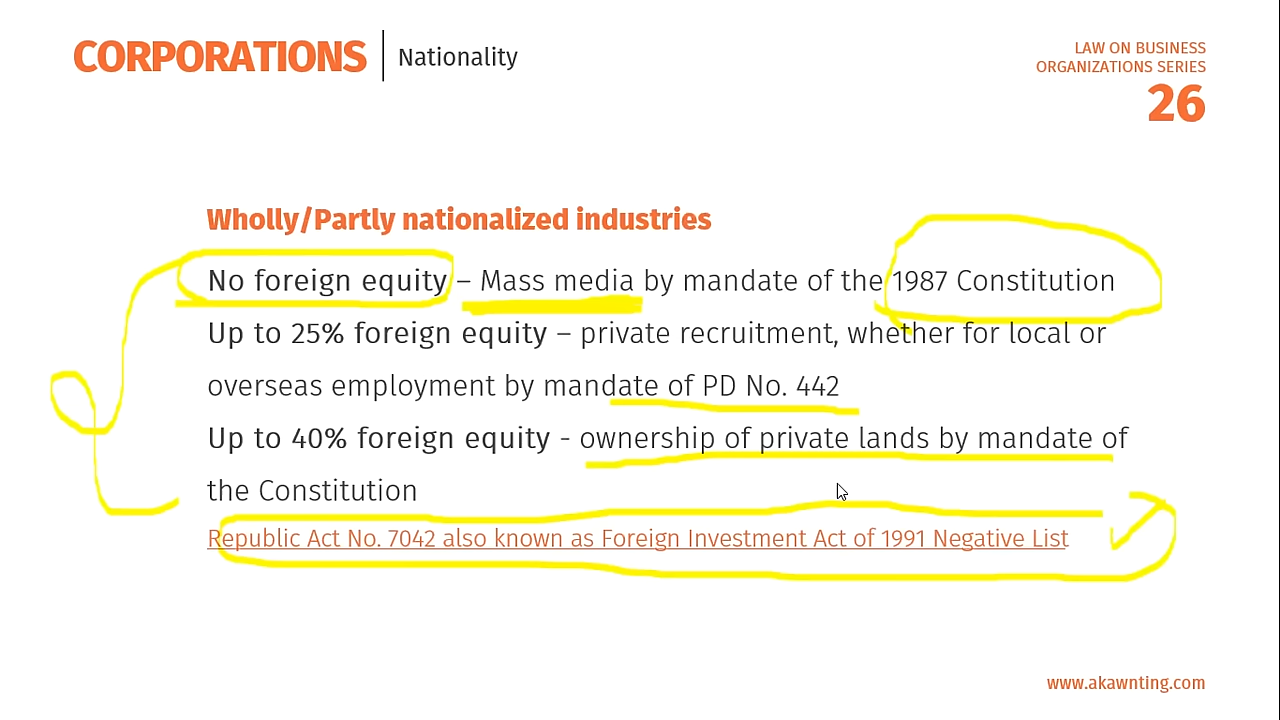 CORPORATIONS
Nationality
LAW ON BUSINESS
ORGANIZATIONS SERIES
26
Wholly/Partly nationalized industries
No foreign equity – Mass media by mandate of the 1987 Constitution
Up to 25% foreign equity – private recruitment, whether for local or
overseas employment by mandate of PD No. 442
Up to 40% foreign equity - ownership of private lands by mandate of
the Constitution
Republic Act No. 7042 also known as Foreign Investment Act of 1991 Negative List
www.akawnting.com